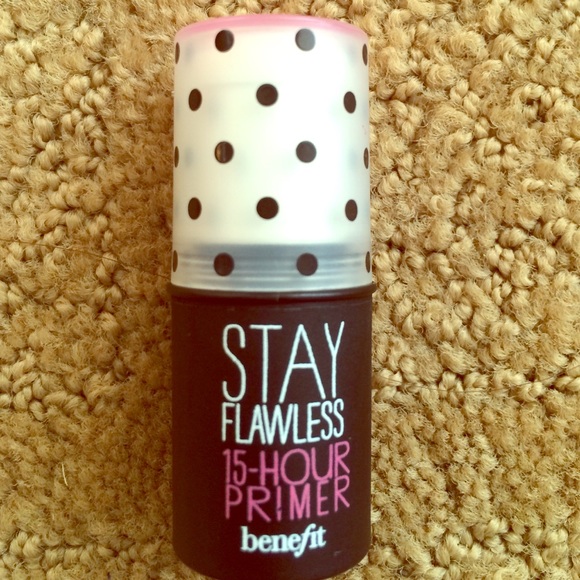 STAY
FLAWLESS
15-HOUR
PRIMER
benefit